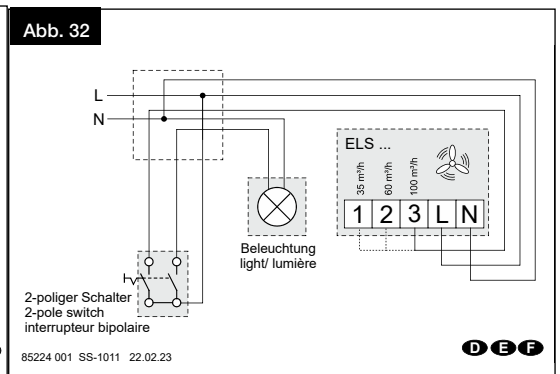 Abb. 32
L
N
ELS ...
35 m³/h
60 m³/h
100 m³/h
1 2 3 L N
Beleuchtung
light/ lumière
2-poliger Schalter
2-pole switch
interrupteur bipolaire
85224 001 SS-1011 22.02.23
D E F